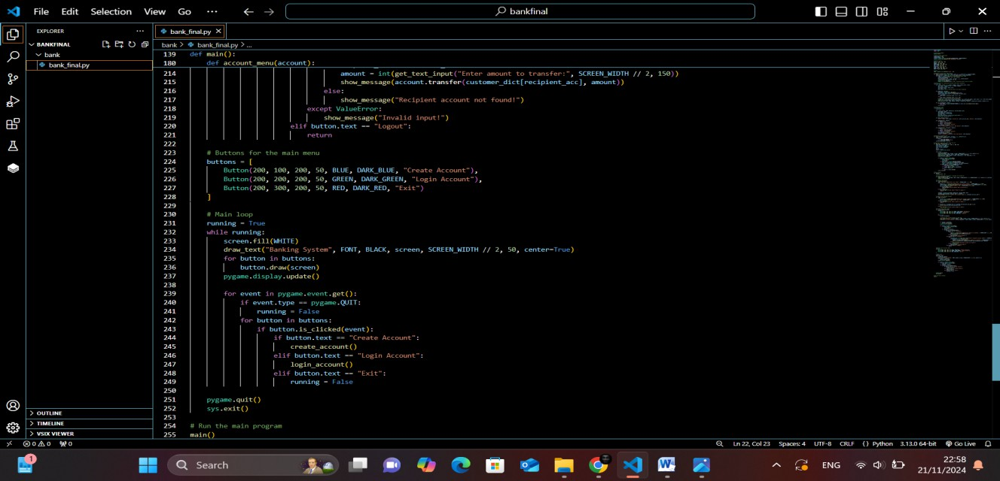 File Edit Selection View Go ··· bankfinal
EXPLORER ···
BANKFINAL
bank
bank_final.py
OUTLINE
TIMELINE
VSIX VIEWER
bank_final.py
bank > bank_final.py > ...
139 def main():
180     def account_menu(account):
214                                 amount = int(get_text_input("Enter amount to transfer:", SCREEN_WIDTH // 2, 150))
215                                 show_message(account.transfer(customer_dict[recipient_acc], amount))
216                             else:
217                                 show_message("Recipient account not found!")
218                         except ValueError:
219                             show_message("Invalid input!")
220                     elif button.text == "Logout":
221                         return
222
223     # Buttons for the main menu
224     buttons = [
225         Button(200, 100, 200, 50, BLUE, DARK_BLUE, "Create Account"),
226         Button(200, 200, 200, 50, GREEN, DARK_GREEN, "Login Account"),
227         Button(200, 300, 200, 50, RED, DARK_RED, "Exit")
228     ]
229
230     # Main loop
231     running = True
232     while running:
233         screen.fill(WHITE)
234         draw_text("Banking System", FONT, BLACK, screen, SCREEN_WIDTH // 2, 50, center=True)
235         for button in buttons:
236             button.draw(screen)
237         pygame.display.update()
238
239         for event in pygame.event.get():
240             if event.type == pygame.QUIT:
241                 running = False
242             for button in buttons:
243                 if button.is_clicked(event):
244                     if button.text == "Create Account":
245                         create_account()
246                     elif button.text == "Login Account":
247                         login_account()
248                     elif button.text == "Exit":
249                         running = False
250
251     pygame.quit()
252     sys.exit()
253
254 # Run the main program
255 main()
0 0 0 Ln 22, Col 23 Spaces: 4 UTF-8 CRLF {} Python 3.13.0 64-bit Go Live
1 Search ENG 22:58
21/11/2024